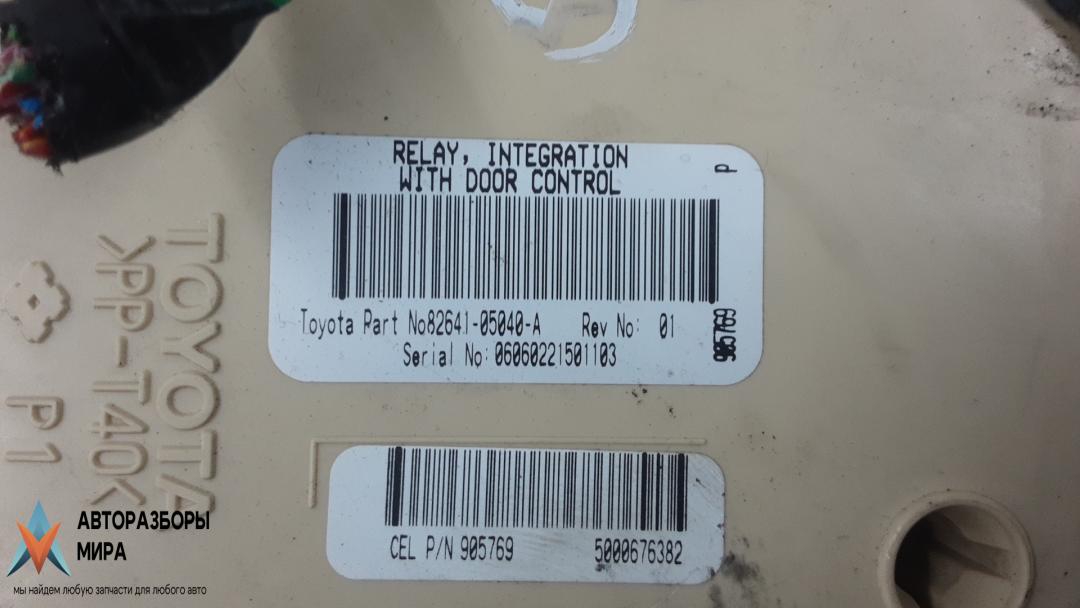 RELAY, INTEGRATION
WITH DOOR CONTROL
P
Toyota Part No82641-05040-A Rev No: 01
Serial No:06060221501103
905769
CEL P/N 905769 5000676382
TOYOTA
>PP-T40<
P1
АВТОРАЗБОРЫ
МИРА
мы найдем любую запчасти для любого авто